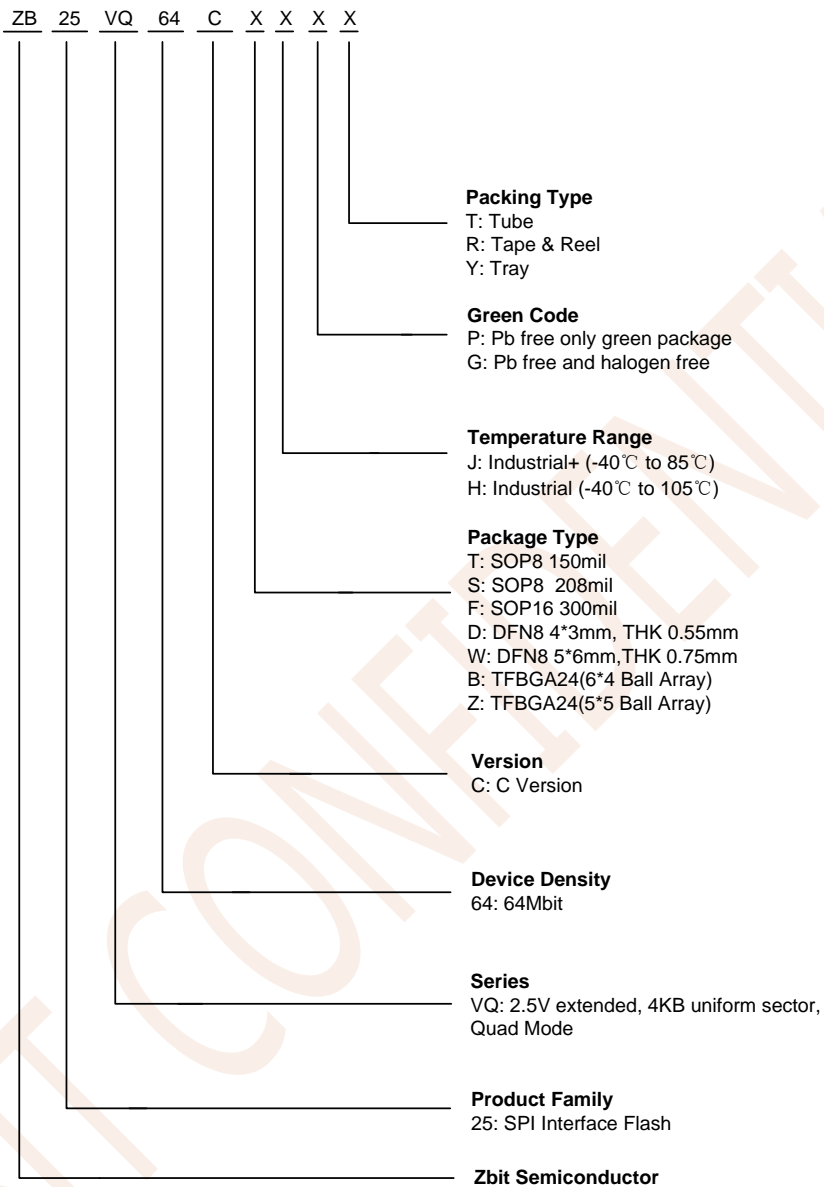 ZB 25 VQ 64 C X X X X
Packing Type
T: Tube
R: Tape & Reel
Y: Tray
Green Code
P: Pb free only green package
G: Pb free and halogen free
Temperature Range
J: Industrial+ (-40℃ to 85℃)
H: Industrial (-40℃ to 105℃)
Package Type
T: SOP8 150mil
S: SOP8 208mil
F: SOP16 300mil
D: DFN8 4*3mm, THK 0.55mm
W: DFN8 5*6mm,THK 0.75mm
B: TFBGA24(6*4 Ball Array)
Z: TFBGA24(5*5 Ball Array)
Version
C: C Version
Device Density
64: 64Mbit
Series
VQ: 2.5V extended, 4KB uniform sector,
Quad Mode
Product Family
25: SPI Interface Flash
Zbit Semiconductor